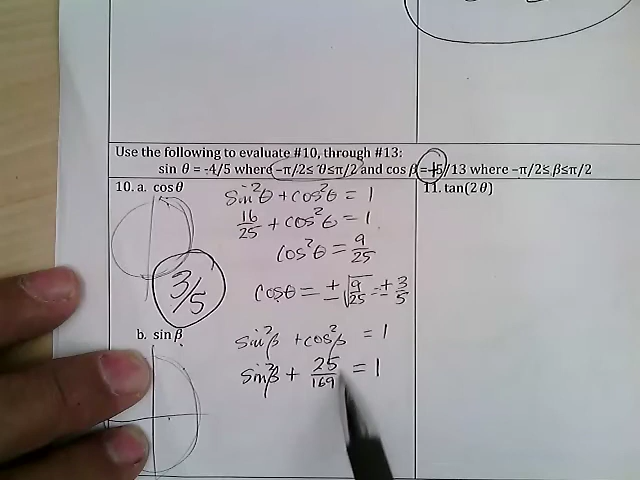 Use the following to evaluate #10, through #13:
sin θ = -4/5 where -π/2≤ θ≤π/2 and cos β =+5/13 where -π/2≤ β≤π/2
10. a. cos θ
sin²θ + cos²θ = 1
16/25 + cos²θ = 1
cos²θ = 9/25
cosθ = ±√9/25 = ±3/5
3/5
b. sin β
sin²β + cos²β = 1
sin²β + 25/169 = 1
11. tan(2θ)